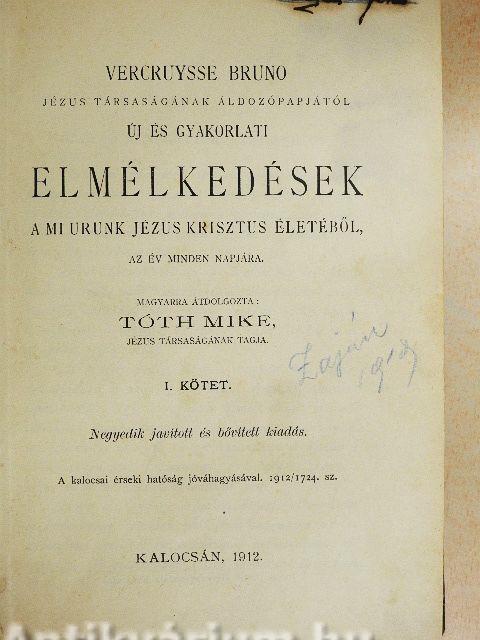 VERCRUYSSE BRUNO
JÉZUS TÁRSASÁGÁNAK ÁLDOZÓPAPJÁTÓL
ÚJ ÉS GYAKORLATI
ELMÉLKEDÉSEK
A MI URUNK JÉZUS KRISZTUS ÉLETÉBŐL,
AZ ÉV MINDEN NAPJÁRA.
MAGYARRA ÁTDOLGOZTA:
TÓTH MIKE,
JÉZUS TÁRSASÁGÁNAK TAGJA.
I. KÖTET.
Negyedik javított és bővített kiadás.
A kalocsai érseki hatóság jóváhagyásával. 1912/1724. sz.
KALOCSÁN, 1912.
Antikvárium.hu